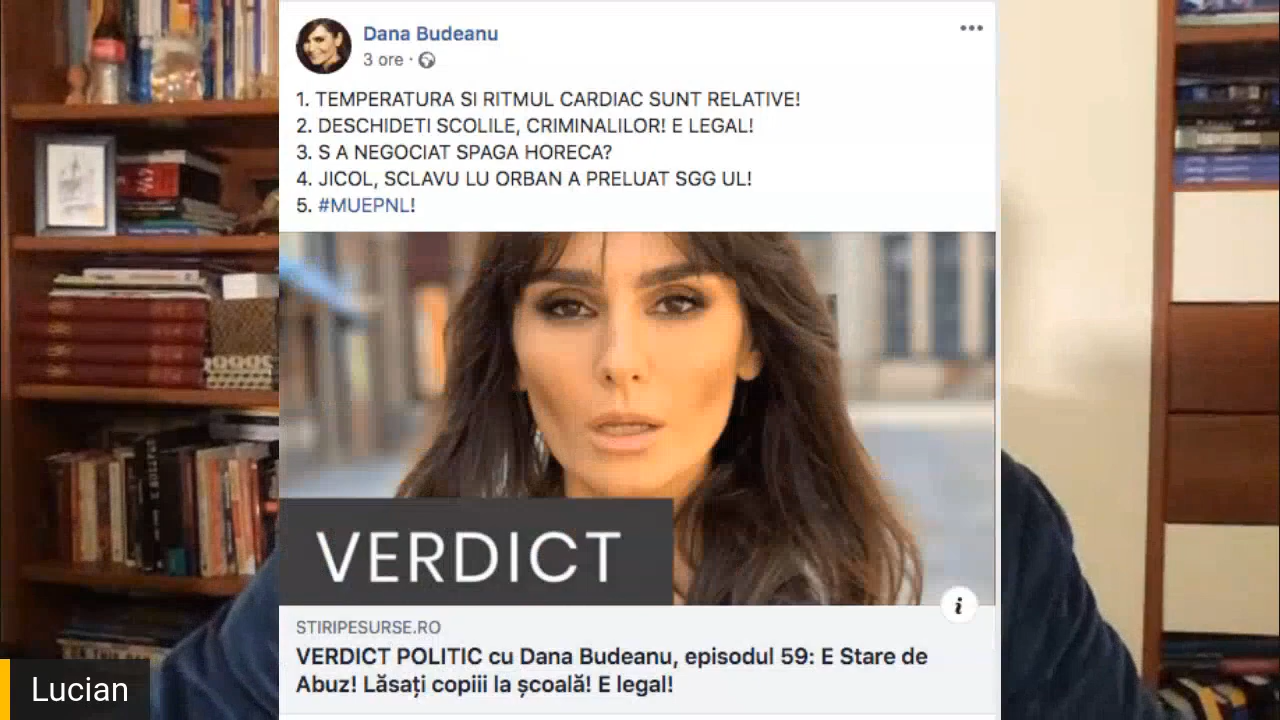 Dana Budeanu
3 ore ·
1. TEMPERATURA SI RITMUL CARDIAC SUNT RELATIVE!
2. DESCHIDETI SCOLILE, CRIMINALILOR! E LEGAL!
3. S A NEGOCIAT SPAGA HORECA?
4. JICOL, SCLAVU LU ORBAN A PRELUAT SGG UL!
5. #MUEPNL!
VERDICT
i
STIRIPESURSE.RO
VERDICT POLITIC cu Dana Budeanu, episodul 59: E Stare de
Abuz! Lăsați copiii la școală! E legal!
Lucian